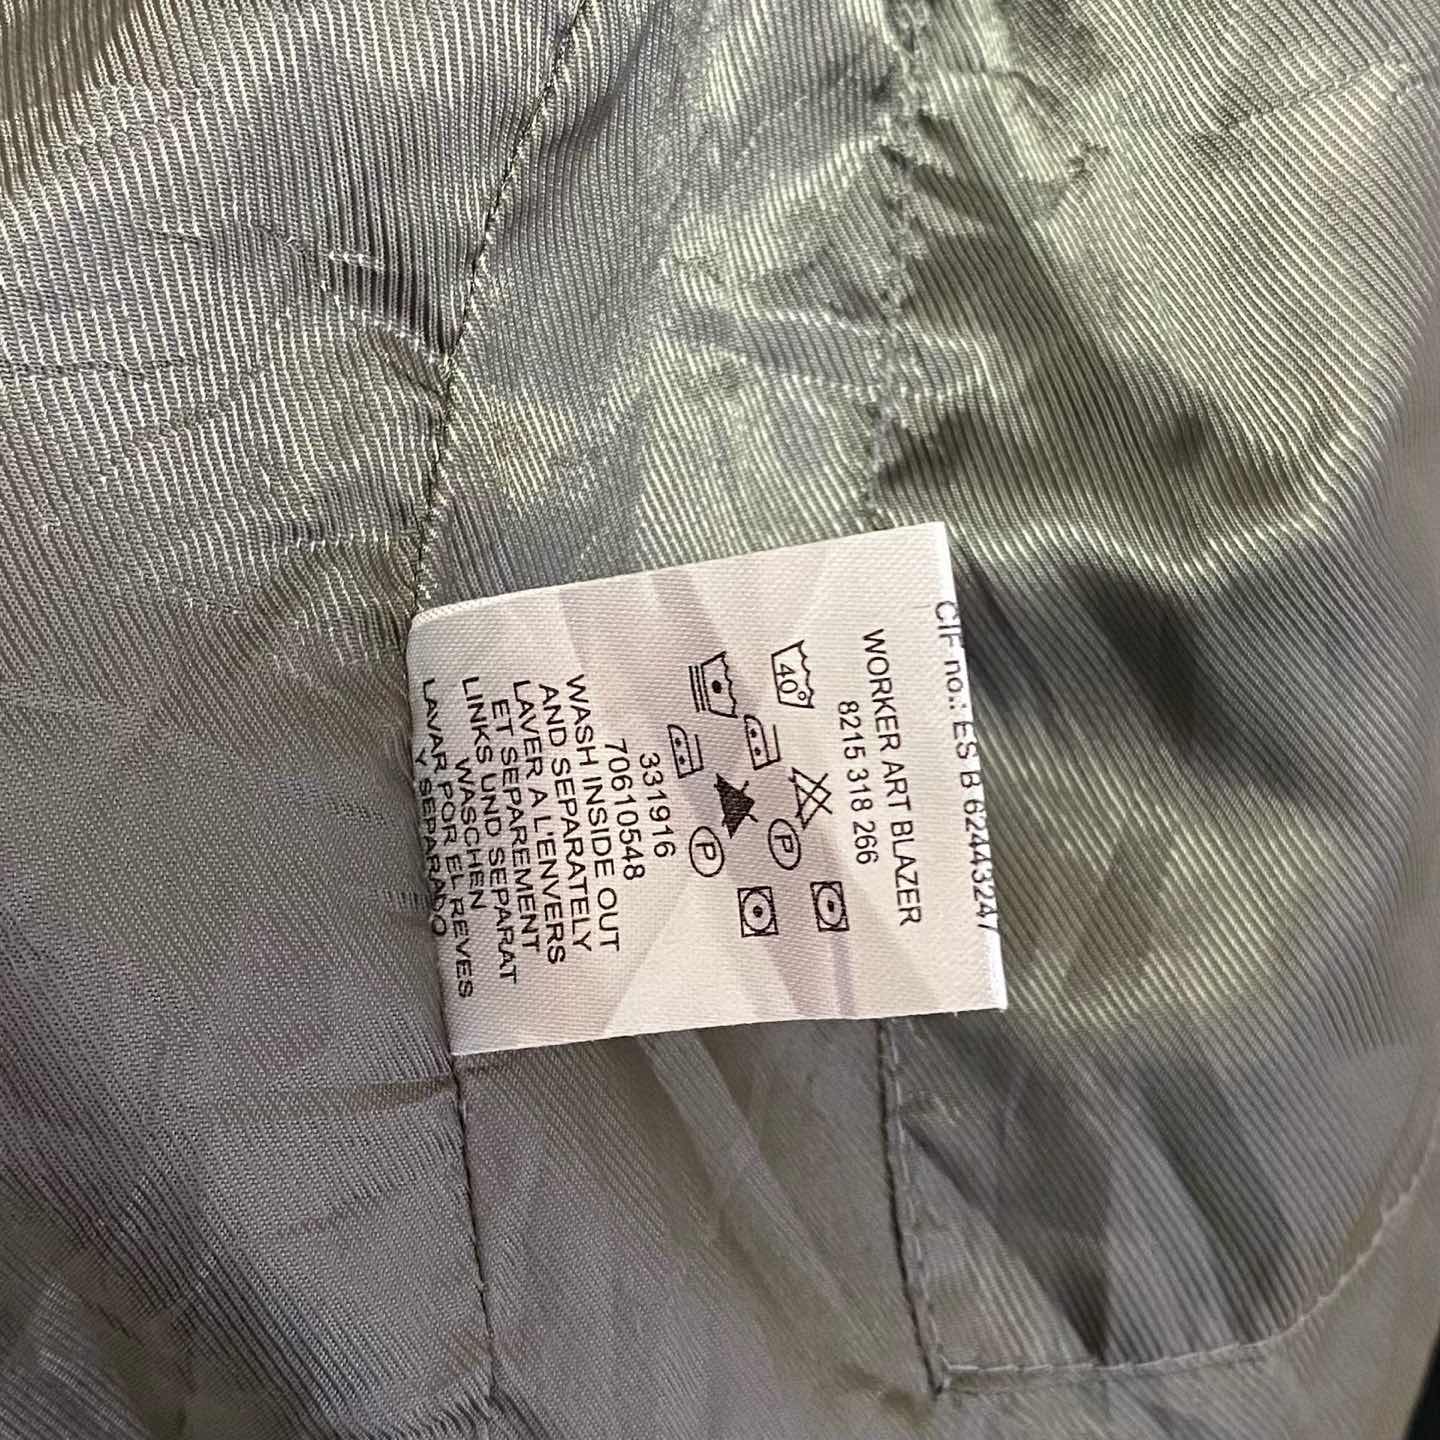 CIF no.: ES B 62443247
WORKER ART BLAZER
8215 318 266
40°
P
P
331916
70610548
WASH INSIDE OUT
AND SEPARATELY
LAVER A L'ENVERS
ET SEPAREMENT
LINKS UND SEPARAT
WASCHEN
LAVAR POR EL REVES
Y SEPARADO